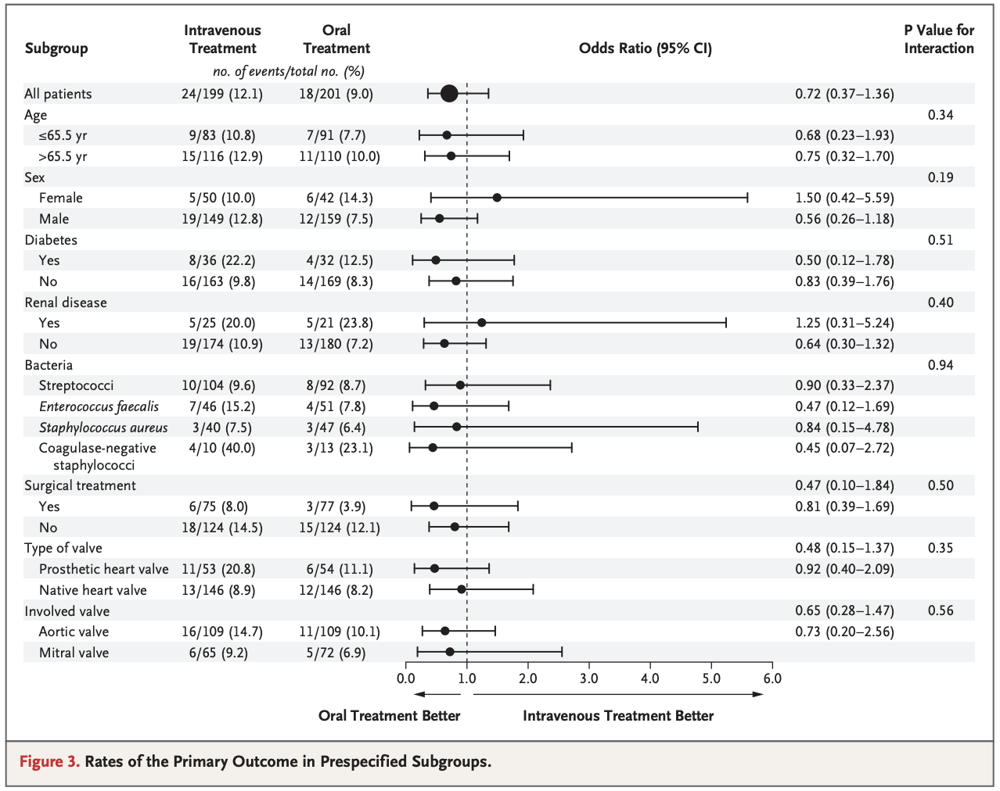 Subgroup Intravenous Treatment Oral Treatment Odds Ratio (95% CI) P Value for Interaction
no. of events/total no. (%)
All patients 24/199 (12.1) 18/201 (9.0) 0.72 (0.37–1.36)
Age 0.34
≤65.5 yr 9/83 (10.8) 7/91 (7.7) 0.68 (0.23–1.93)
>65.5 yr 15/116 (12.9) 11/110 (10.0) 0.75 (0.32–1.70)
Sex 0.19
Female 5/50 (10.0) 6/42 (14.3) 1.50 (0.42–5.59)
Male 19/149 (12.8) 12/159 (7.5) 0.56 (0.26–1.18)
Diabetes 0.51
Yes 8/36 (22.2) 4/32 (12.5) 0.50 (0.12–1.78)
No 16/163 (9.8) 14/169 (8.3) 0.83 (0.39–1.76)
Renal disease 0.40
Yes 5/25 (20.0) 5/21 (23.8) 1.25 (0.31–5.24)
No 19/174 (10.9) 13/180 (7.2) 0.64 (0.30–1.32)
Bacteria 0.94
Streptococci 10/104 (9.6) 8/92 (8.7) 0.90 (0.33–2.37)
Enterococcus faecalis 7/46 (15.2) 4/51 (7.8) 0.47 (0.12–1.69)
Staphylococcus aureus 3/40 (7.5) 3/47 (6.4) 0.84 (0.15–4.78)
Coagulase-negative 4/10 (40.0) 3/13 (23.1) 0.45 (0.07–2.72)
staphylococci
Surgical treatment 0.47 (0.10–1.84) 0.50
Yes 6/75 (8.0) 3/77 (3.9) 0.81 (0.39–1.69)
No 18/124 (14.5) 15/124 (12.1)
Type of valve 0.48 (0.15–1.37) 0.35
Prosthetic heart valve 11/53 (20.8) 6/54 (11.1) 0.92 (0.40–2.09)
Native heart valve 13/146 (8.9) 12/146 (8.2)
Involved valve 0.65 (0.28–1.47) 0.56
Aortic valve 16/109 (14.7) 11/109 (10.1) 0.73 (0.20–2.56)
Mitral valve 6/65 (9.2) 5/72 (6.9)
0.0 1.0 2.0 3.0 4.0 5.0 6.0
Oral Treatment Better Intravenous Treatment Better
Figure 3. Rates of the Primary Outcome in Prespecified Subgroups.